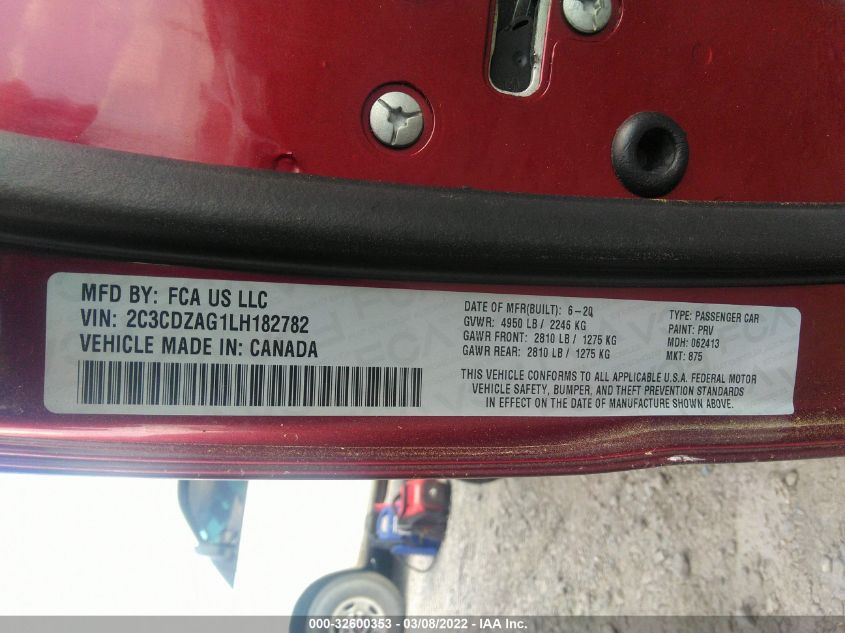 MFD BY: FCA US LLC
VIN: 2C3CDZAG1LH182782
VEHICLE MADE IN: CANADA
DATE OF MFR(BUILT): 6-20
GVWR: 4950 LB/ 2246 KG
GAWR FRONT: 2810 LB/ 1275 KG
GAWR REAR: 2810 LB/ 1275 KG
TYPE: PASSENGER CAR
PAINT: PRV
MDH: 062413
MKT: 875
THIS VEHICLE CONFORMS TO ALL APPLICABLE U.S.A. FEDERAL MOTOR
VEHICLE SAFETY, BUMPER, AND THEFT PREVENTION STANDARDS
IN EFFECT ON THE DATE OF MANUFACTURE SHOWN ABOVE.
000-32600353 - 03/08/2022 - IAA Inc.